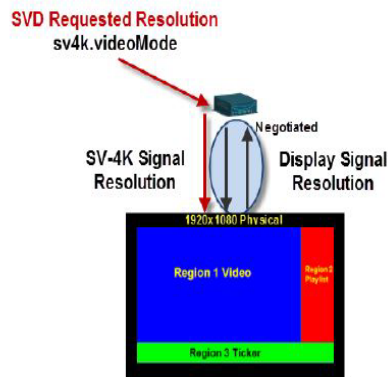 SVD Requested Resolution
sv4k.videoMode
Negotiated
SV-4K Signal
Resolution
Display Signal
Resolution
1920x1080 Physical
Region 1 Video
Region 2
Playlist
Region 3 Ticker